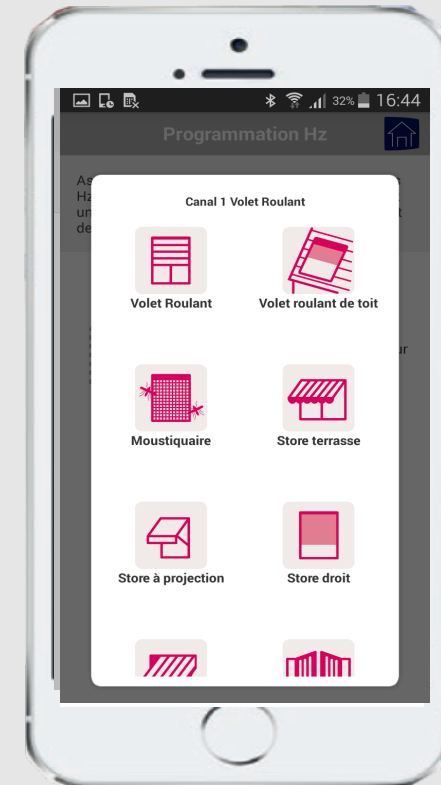 32% 16:44
Programmation Hz
Canal 1 Volet Roulant
Volet Roulant
Volet roulant de toit
Moustiquaire
Store terrasse
Store à projection
Store droit